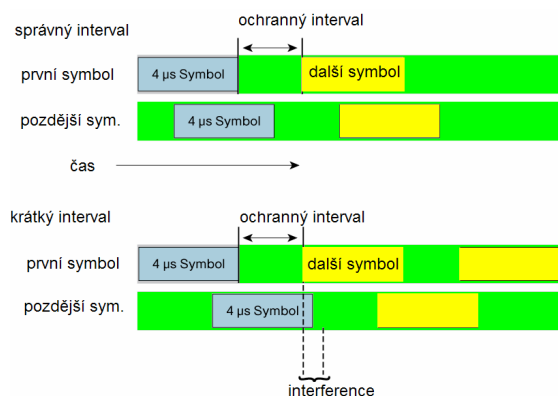 ochranný interval
správný interval
první symbol
4 µs Symbol
další symbol
pozdější sym.
4 µs Symbol
čas
krátký interval
ochranný interval
první symbol
4 µs Symbol
další symbol
pozdější sym.
4 µs Symbol
interference